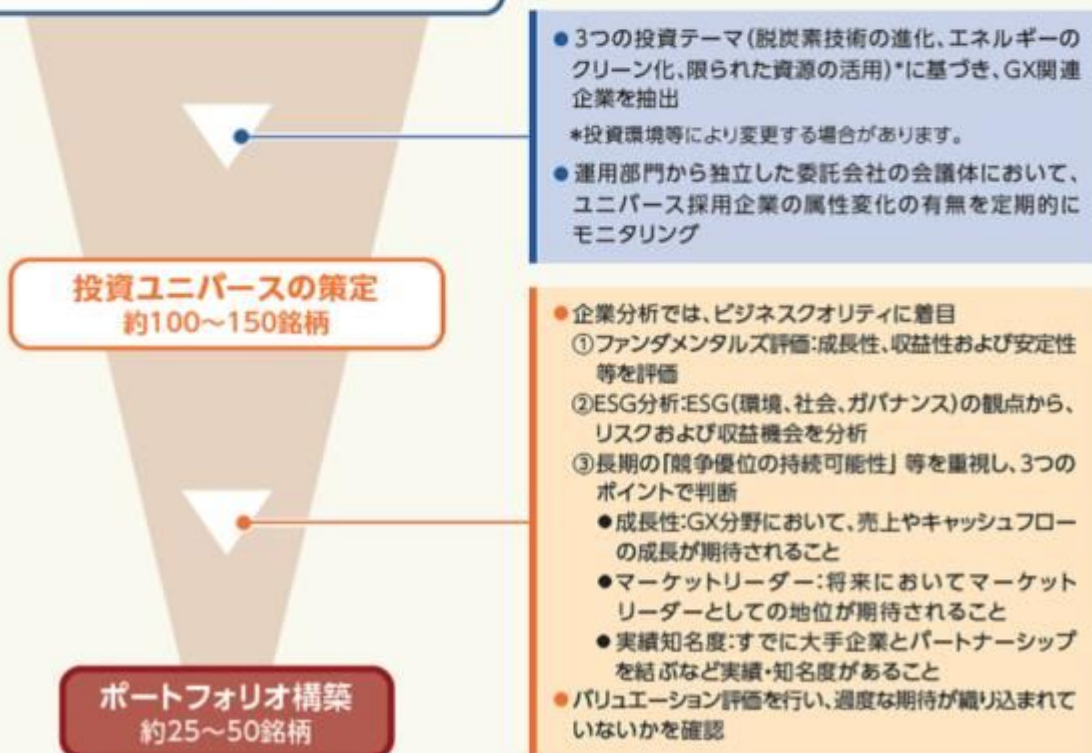 ●3つの投資テーマ(脱炭素技術の進化、エネルギーの
クリーン化、限られた資源の活用)*に基づき、GX関連
企業を抽出
*投資環境等により変更する場合があります。
●運用部門から独立した委託会社の会議体において、
ユニバース採用企業の属性変化の有無を定期的に
モニタリング
投資ユニバースの策定
約100～150銘柄
●企業分析では、ビジネスクオリティに着目
①ファンダメンタルズ評価:成長性、収益性および安定性
等を評価
②ESG分析:ESG(環境、社会、ガバナンス)の観点から、
リスクおよび収益機会を分析
③長期の「競争優位の持続可能性」等を重視し、3つの
ポイントで判断
●成長性:GX分野において、売上やキャッシュフロー
の成長が期待されること
●マーケットリーダー:将来においてマーケット
リーダーとしての地位が期待されること
●実績知名度:すでに大手企業とパートナーシップ
を結ぶなど実績・知名度があること
●バリュエーション評価を行い、過度な期待が織り込まれて
いないかを確認
ポートフォリオ構築
約25～50銘柄